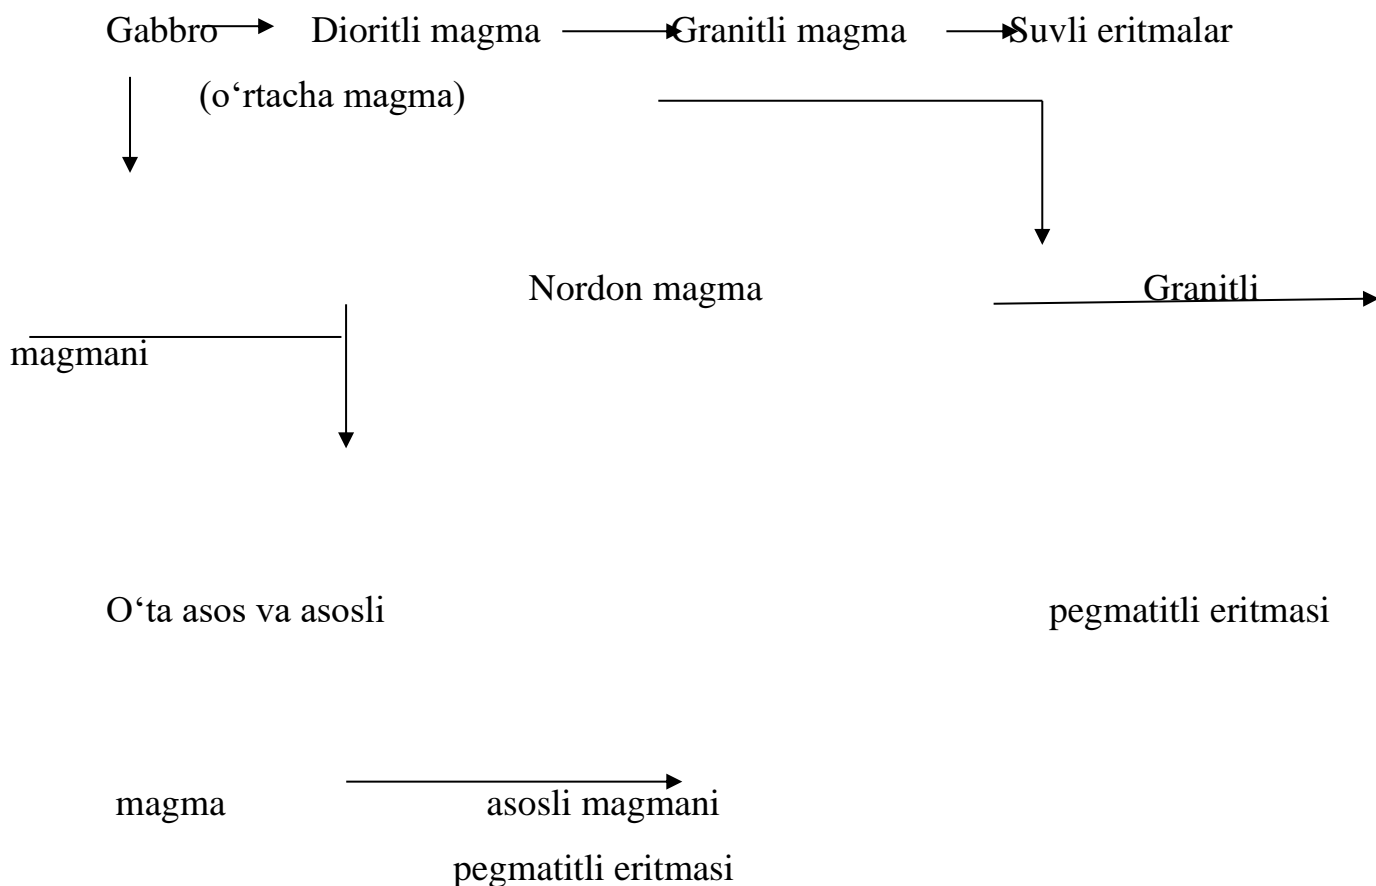 Gabbro Dioritli magma Granitli magma Suvli eritmalar
(o‘rtacha magma)
Nordon magma Granitli
magmani
O‘ta asos va asosli pegmatitli eritmasi
magma asosli magmani
pegmatitli eritmasi